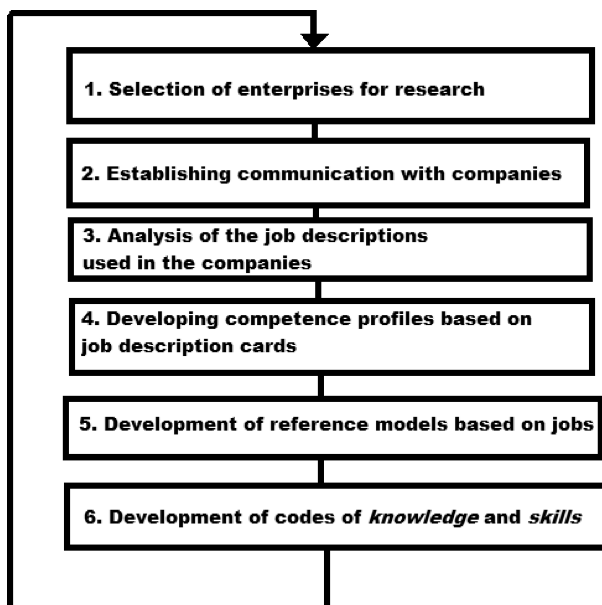 1. Selection of enterprises for research
2. Establishing communication with companies
3. Analysis of the job descriptions
used in the companies
4. Developing competence profiles based on
job description cards
5. Development of reference models based on jobs
6. Development of codes of knowledge and skills